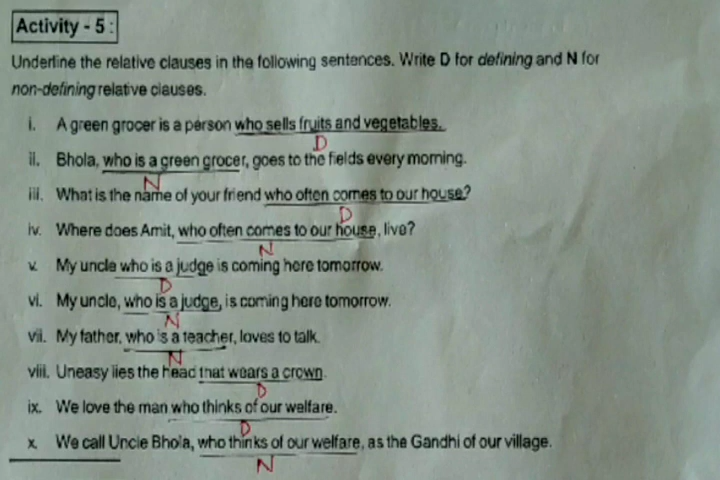 Activity - 5 :
Underline the relative clauses in the following sentences. Write D for defining and N for
non-defining relative clauses.
i. A green grocer is a person who sells fruits and vegetables.
D
ii. Bhola, who is a green grocer, goes to the fields every morning.
N
iii. What is the name of your friend who often comes to our house?
D
iv. Where does Amit, who often comes to our house, live?
N
v. My uncle who is a judge is coming here tomorrow.
D
vi. My uncle, who is a judge, is coming here tomorrow.
N
vii. My father, who is a teacher, loves to talk.
N
viii. Uneasy lies the head that wears a crown.
D
ix. We love the man who thinks of our welfare.
D
x. We call Uncle Bhola, who thinks of our welfare, as the Gandhi of our village.
N